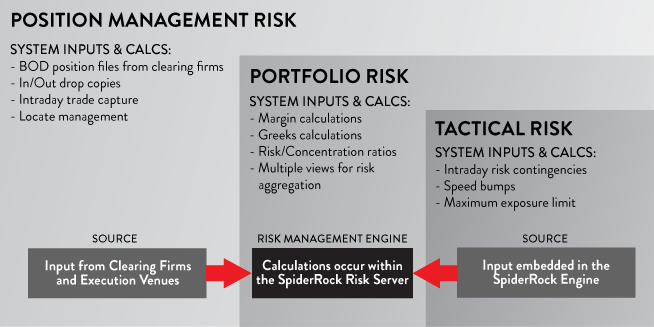 POSITION MANAGEMENT RISK
SYSTEM INPUTS & CALCS:
- BOD position files from clearing firms
- In/Out drop copies
- Intraday trade capture
- Locate management
PORTFOLIO RISK
SYSTEM INPUTS & CALCS:
- Margin calculations
- Greeks calculations
- Risk/Concentration ratios
- Multiple views for risk
aggregation
TACTICAL RISK
SYSTEM INPUTS & CALCS:
- Intraday risk contingencies
- Speed bumps
- Maximum exposure limit
SOURCE
Input from Clearing Firms
and Execution Venues
RISK MANAGEMENT ENGINE
Calculations occur within
the SpiderRock Risk Server
SOURCE
Input embedded in the
SpiderRock Engine